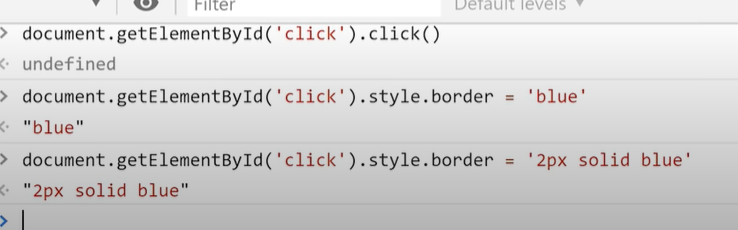 Filter Default levels ▼
> document.getElementById('click').click()
<· undefined
> document.getElementById('click').style.border = 'blue'
<· "blue"
> document.getElementById('click').style.border = '2px solid blue'
<· "2px solid blue"
>